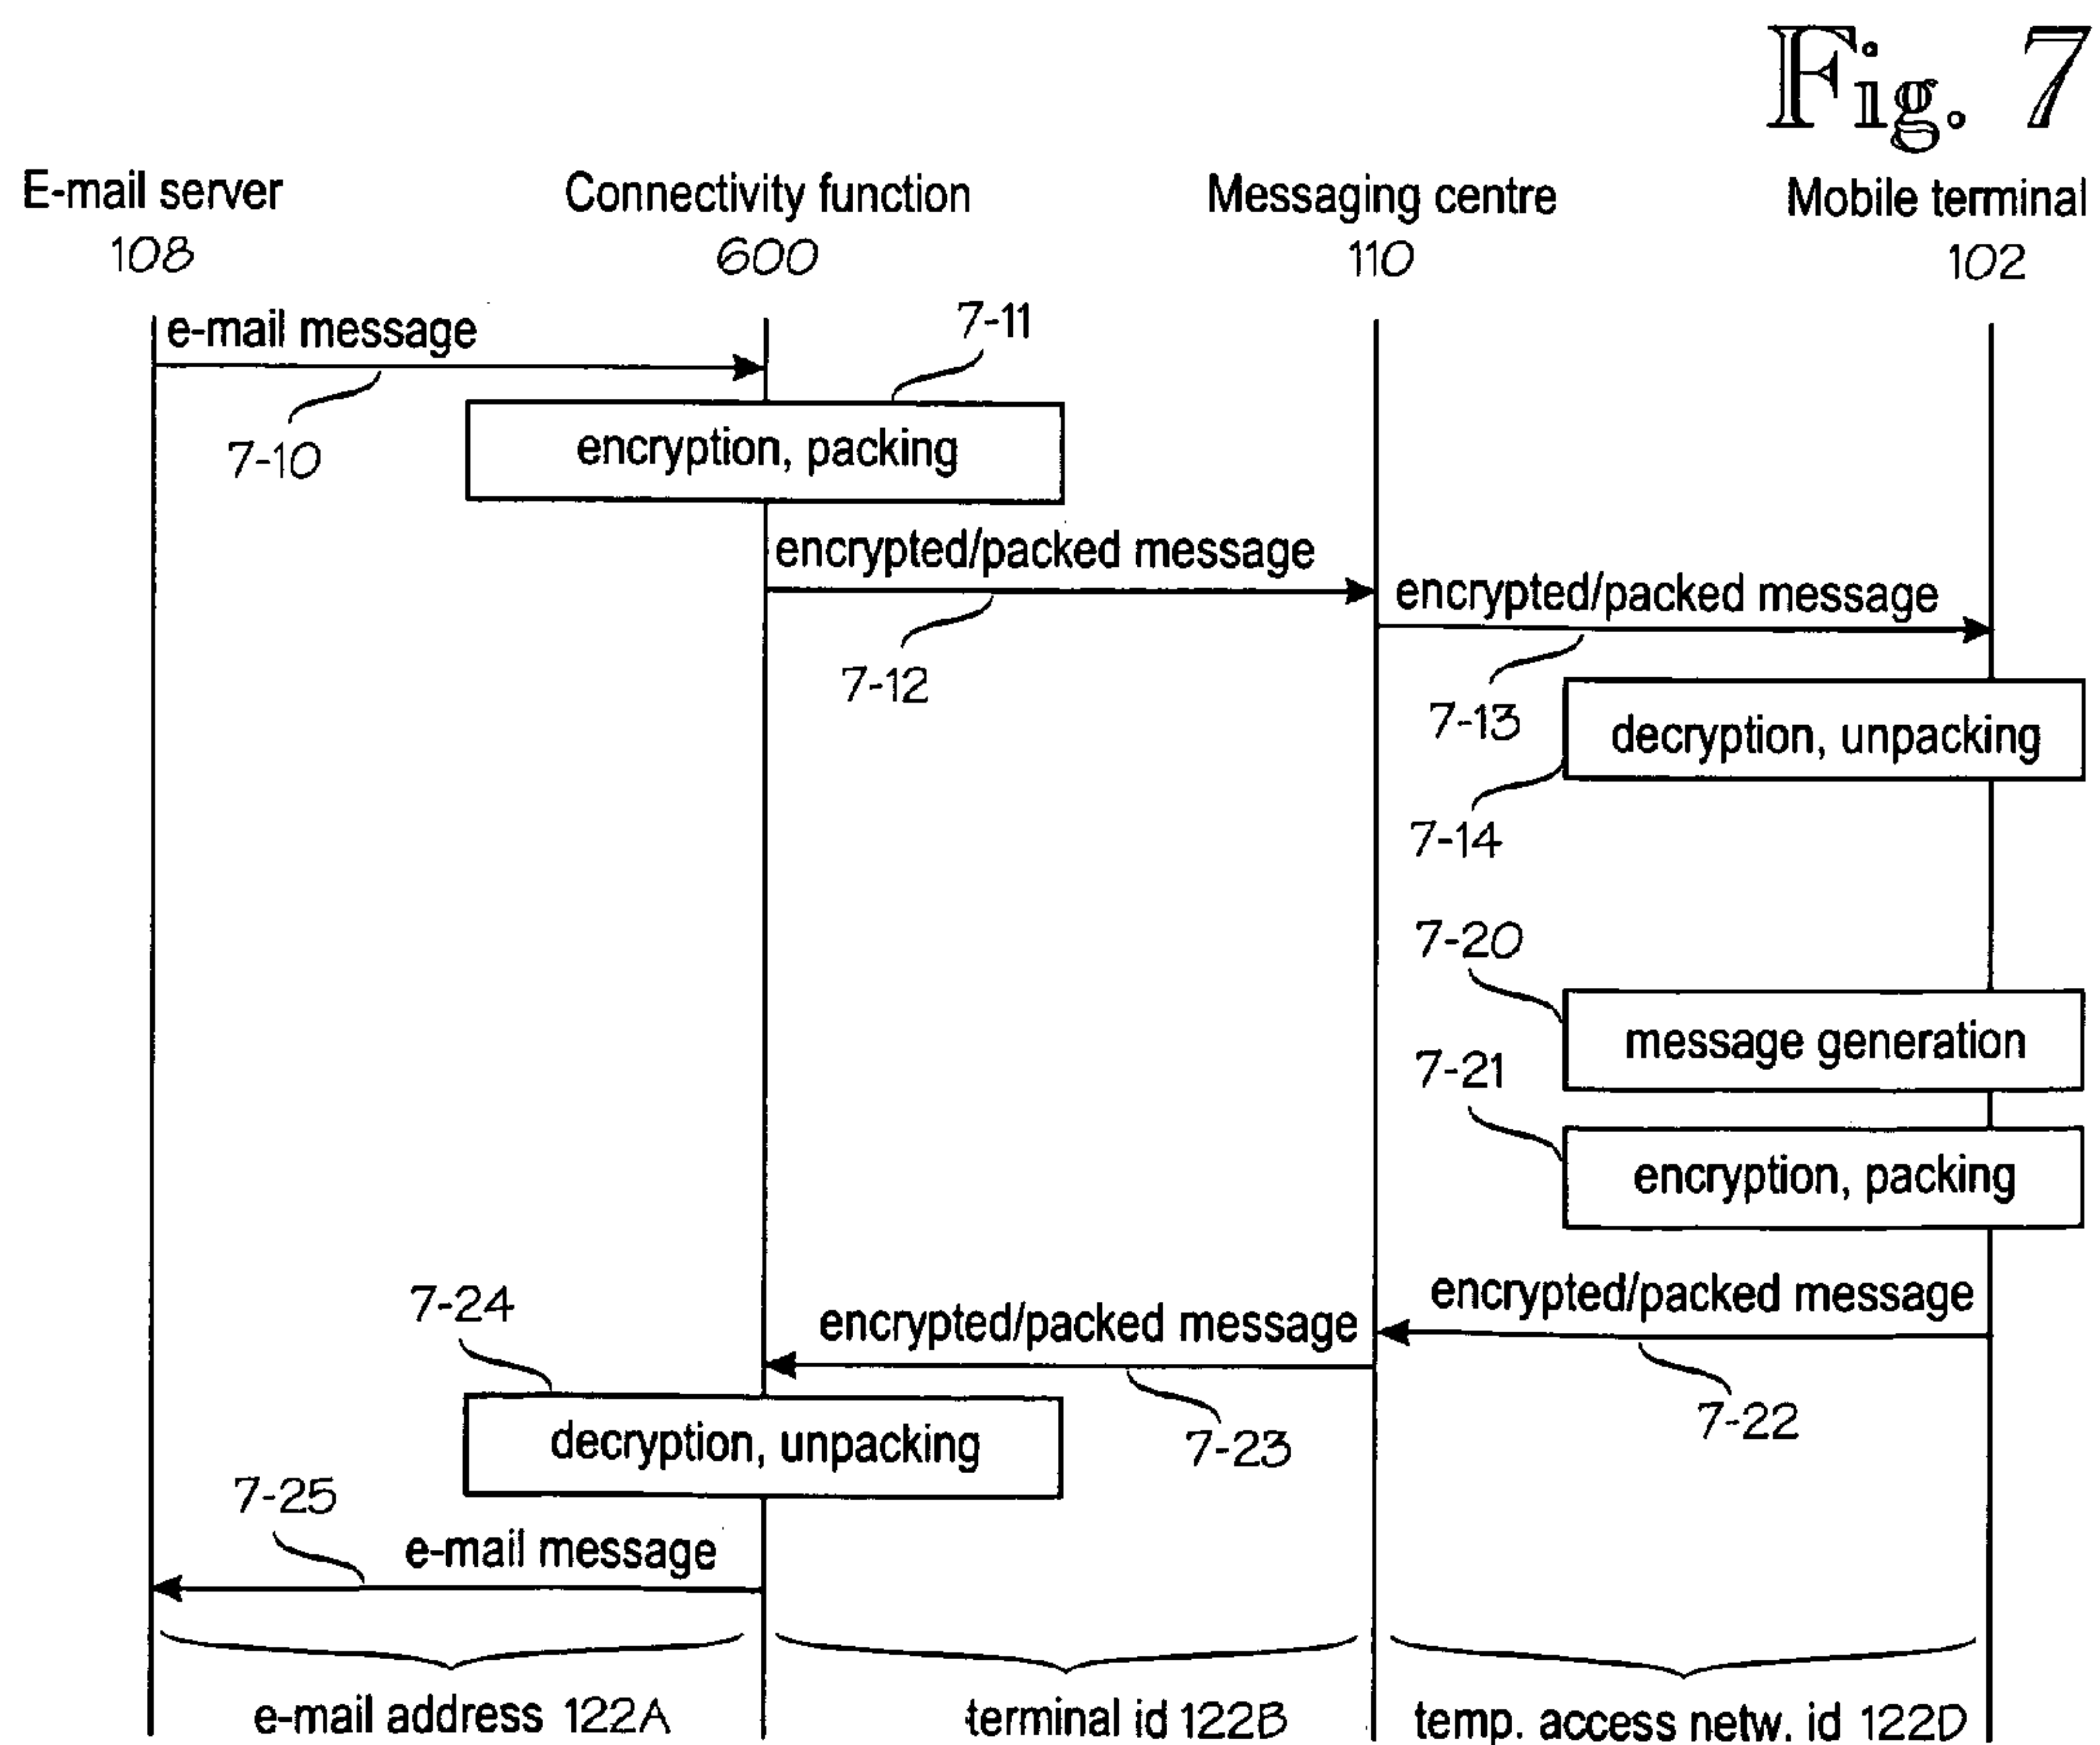 Fig. 7
E-mail server
108
Connectivity function
600
Messaging centre
110
Mobile terminal
102
e-mail message
7-10
7-11
encryption, packing
encrypted/packed message
7-12
encrypted/packed message
7-13
decryption, unpacking
7-14
7-20
message generation
7-21
encryption, packing
encrypted/packed message
7-22
encrypted/packed message
7-23
7-24
decryption, unpacking
7-25
e-mail message
e-mail address 122A
terminal id 122B
temp. access netw. id 122D